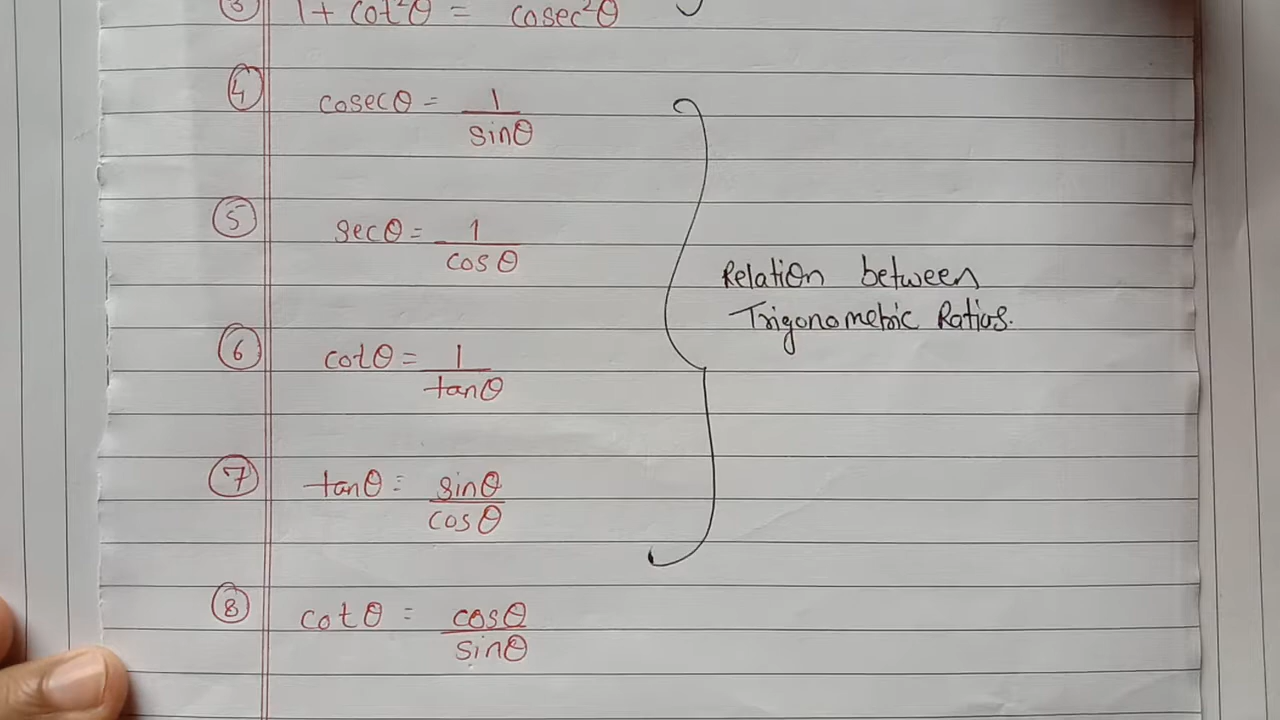 ③ 1 + cot²θ = cosec²θ
④ cosecθ = 1/sinθ
⑤ secθ = 1/cosθ
⑥ cotθ = 1/tanθ
⑦ tanθ = sinθ/cosθ
⑧ cotθ = cosθ/sinθ
Relation between
Trigonometric Ratios.